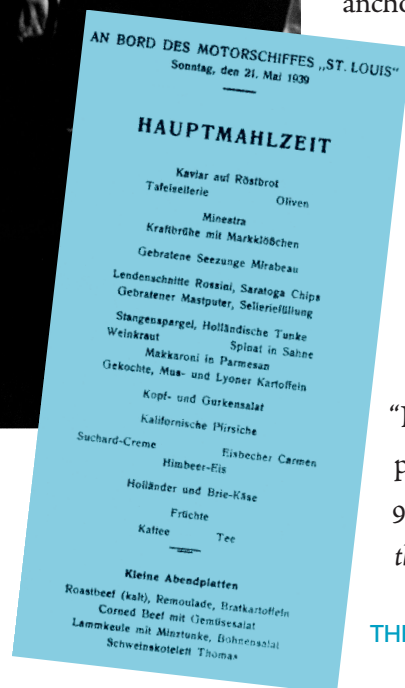 ancho
AN BORD DES MOTORSCHIFFES „ST. LOUIS“
Sonntag, den 21. Mai 1939
HAUPTMAHLZEIT
Kaviar auf Röstbrot
Tafelsellerie Oliven
Minestra
Kraftbrühe mit Markklößchen
Gebratene Seezunge Mirabeau
Lendenschnitte Rossini, Saratoga Chips
Gebratener Mastputer, Selleriefüllung
Stangenspargel, Holländische Tunke
Weinkraut Spinat in Sahne
Makkaroni in Parmesan
Gekochte, Mus- und Lyoner Kartoffeln
Kopf- und Gurkensalat
Kalifornische Pfirsiche
Suchard-Creme Eisbecher Carmen
Himbeer-Eis
Holländer und Brie-Käse
Früchte
Kaffee Tee
Kleine Abendplatten
Roastbeef (kalt), Remoulade, Bratkartoffeln
Corned Beef mit Gemüsesalat
Lammkeule mit Minztunke, Bohnensalat
Schweinskotelett Thomas
p
9
th
THE